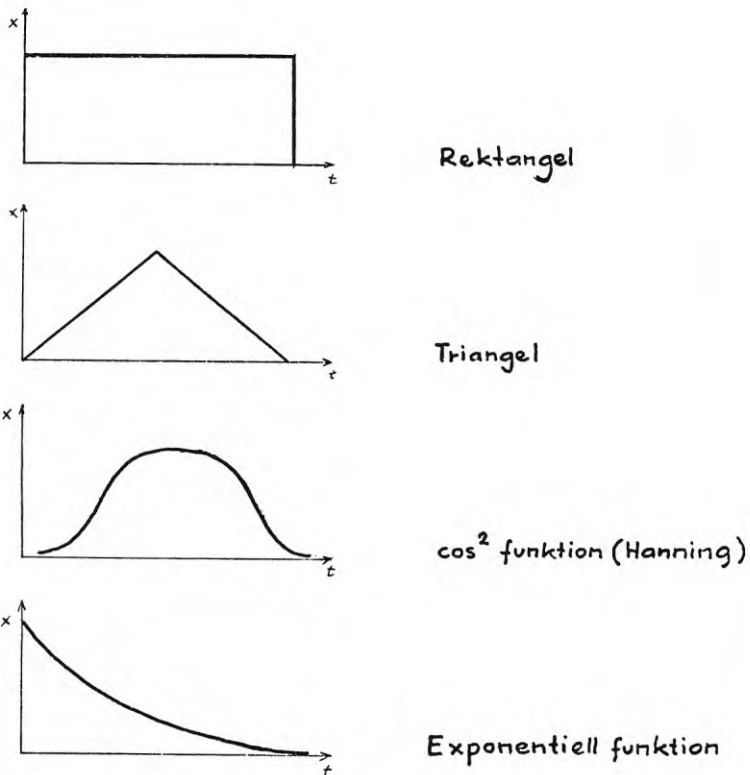 x
t
Rektangel
x
t
Triangel
x
t
cos² funktion (Hanning)
x
t
Exponentiell funktion